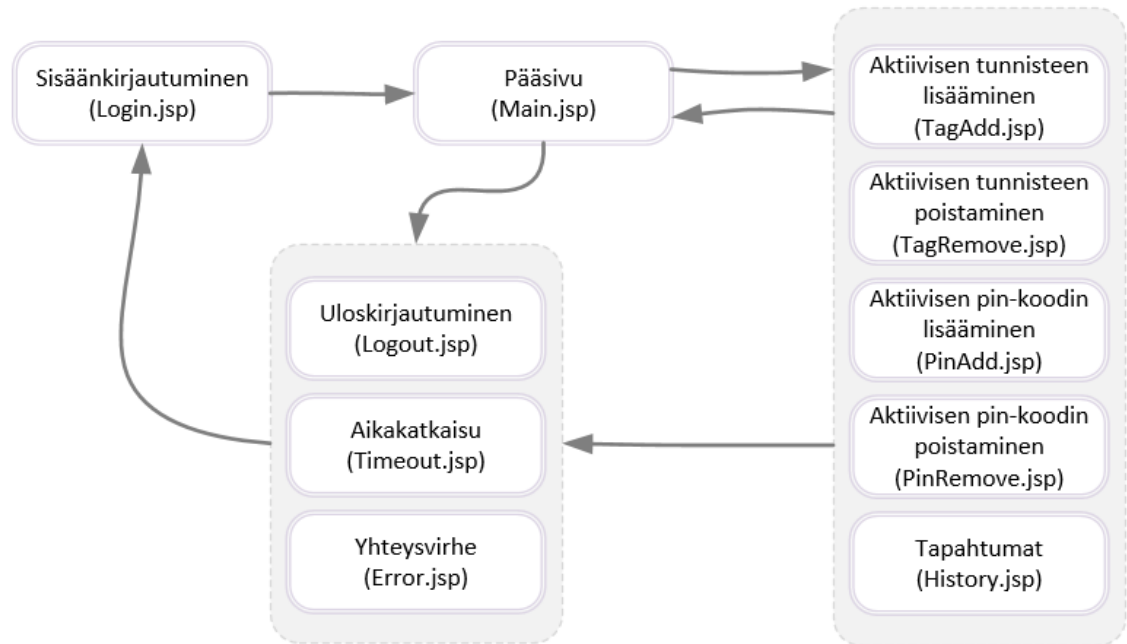 Sisäänkirjautuminen
(Login.jsp)
Pääsivu
(Main.jsp)
Aktiivisen tunnisteen
lisääminen
(TagAdd.jsp)
Aktiivisen tunnisteen
poistaminen
(TagRemove.jsp)
Aktiivisen pin-koodin
lisääminen
(PinAdd.jsp)
Aktiivisen pin-koodin
poistaminen
(PinRemove.jsp)
Tapahtumat
(History.jsp)
Uloskirjautuminen
(Logout.jsp)
Aikakatkaisu
(Timeout.jsp)
Yhteysvirhe
(Error.jsp)